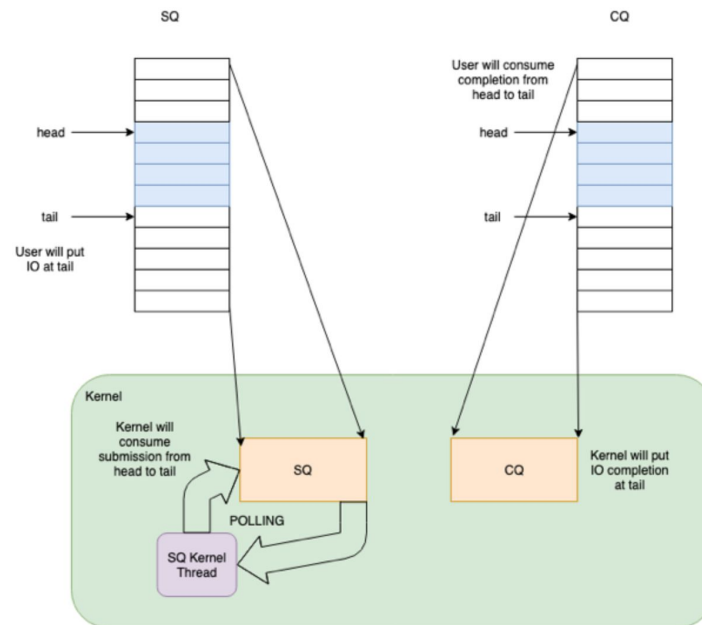 SQ
CQ
User will consume
completion from
head to tail
head
head
tail
tail
User will put
IO at tail
Kernel
Kernel will
consume
submission from
head to tail
SQ
CQ
Kernel will put
IO completion
at tail
POLLING
SQ Kernel
Thread